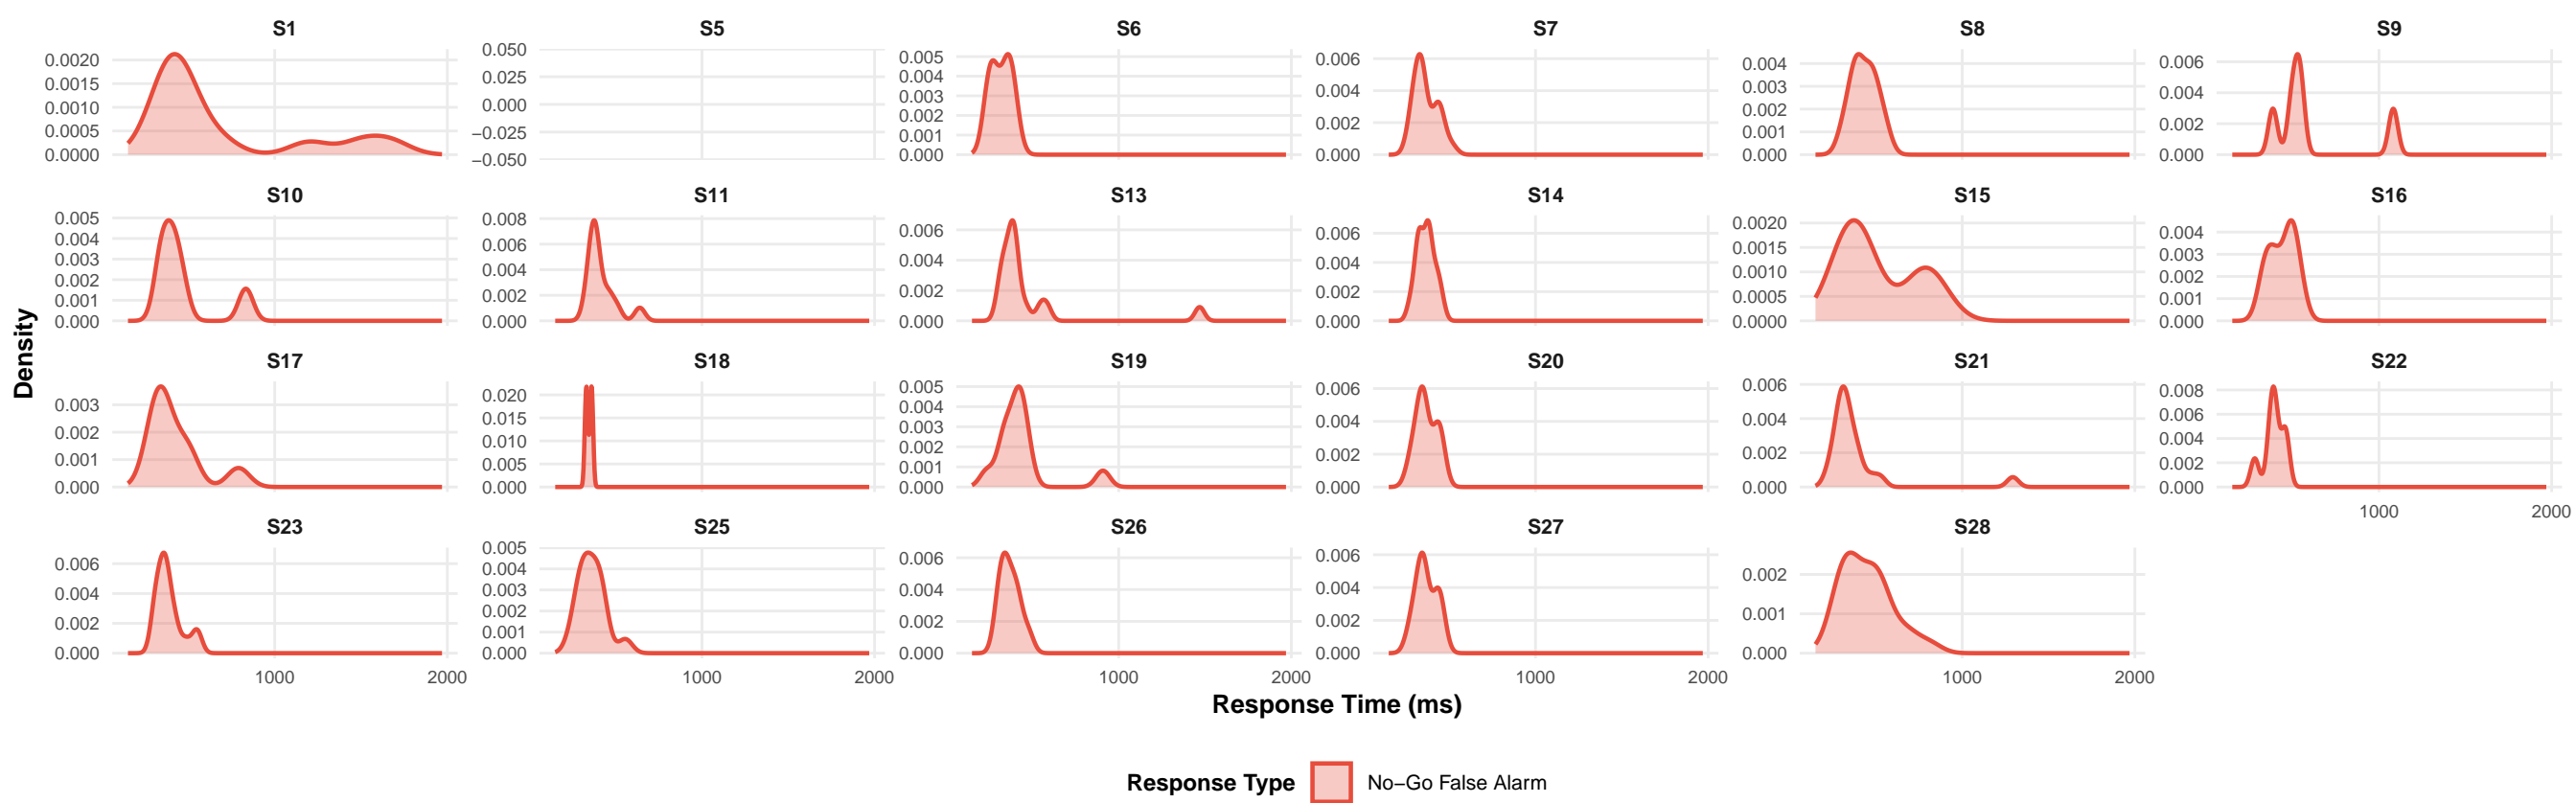 S1 S5 S6 S7 S8 S9
0.0020 0.0015 0.0010 0.0005 0.0000
0.050 0.025 0.000 −0.025 −0.050
0.005 0.004 0.003 0.002 0.001 0.000
0.006 0.004 0.002 0.000
0.004 0.003 0.002 0.001 0.000
0.006 0.004 0.002 0.000
S10 S11 S13 S14 S15 S16
0.005 0.004 0.003 0.002 0.001 0.000
0.008 0.006 0.004 0.002 0.000
0.006 0.004 0.002 0.000
0.006 0.004 0.002 0.000
0.0020 0.0015 0.0010 0.0005 0.0000
0.004 0.003 0.002 0.001 0.000
Density
S17 S18 S19 S20 S21 S22
0.003 0.002 0.001 0.000
0.020 0.015 0.010 0.005 0.000
0.005 0.004 0.003 0.002 0.001 0.000
0.006 0.004 0.002 0.000
0.006 0.004 0.002 0.000
0.008 0.006 0.004 0.002 0.000
1000 2000
S23 S25 S26 S27 S28
0.006 0.004 0.002 0.000
0.005 0.004 0.003 0.002 0.001 0.000
0.006 0.004 0.002 0.000
0.006 0.004 0.002 0.000
0.002 0.001 0.000
1000 2000 1000 2000 1000 2000 1000 2000 1000 2000
Response Time (ms)
Response Type No−Go False Alarm